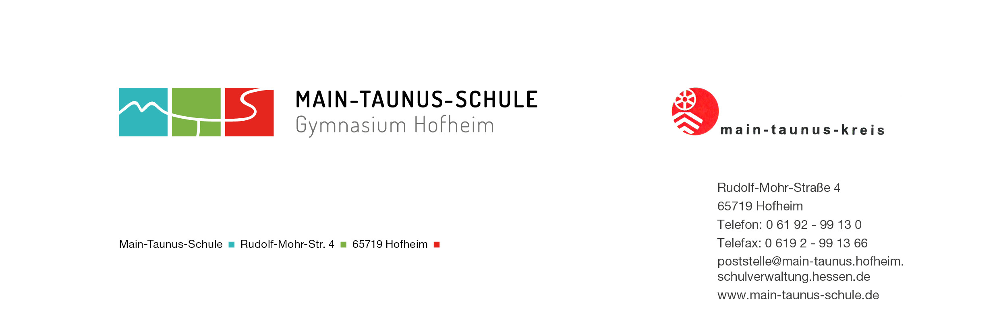 MAIN-TAUNUS-SCHULE
Gymnasium Hofheim
main-taunus-kreis
Rudolf-Mohr-Straße 4
65719 Hofheim
Telefon: 0 61 92 - 99 13 0
Telefax: 0 619 2 - 99 13 66
poststelle@main-taunus.hofheim.
schulverwaltung.hessen.de
www.main-taunus-schule.de
Main-Taunus-Schule ■ Rudolf-Mohr-Str. 4 ■ 65719 Hofheim ■